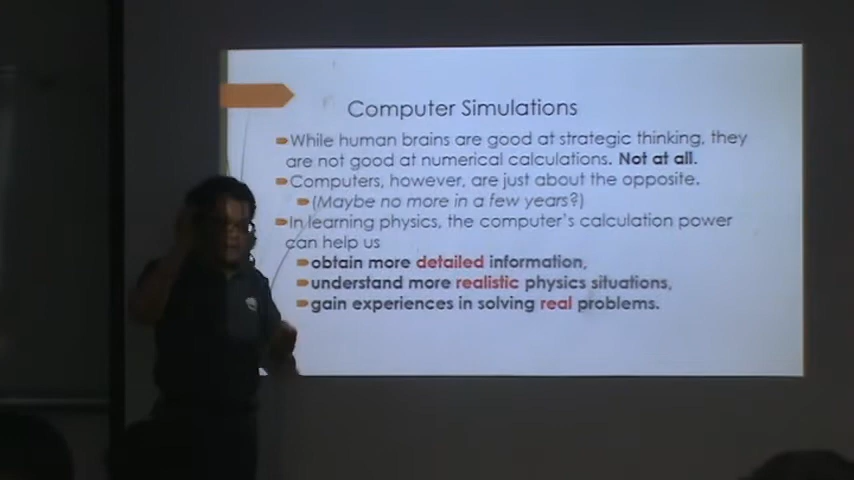 Computer Simulations
While human brains are good at strategic thinking, they
are not good at numerical calculations. Not at all.
Computers, however, are just about the opposite.
(Maybe no more in a few years?)
In learning physics, the computer's calculation power
can help us
obtain more detailed information,
understand more realistic physics situations,
gain experiences in solving real problems.